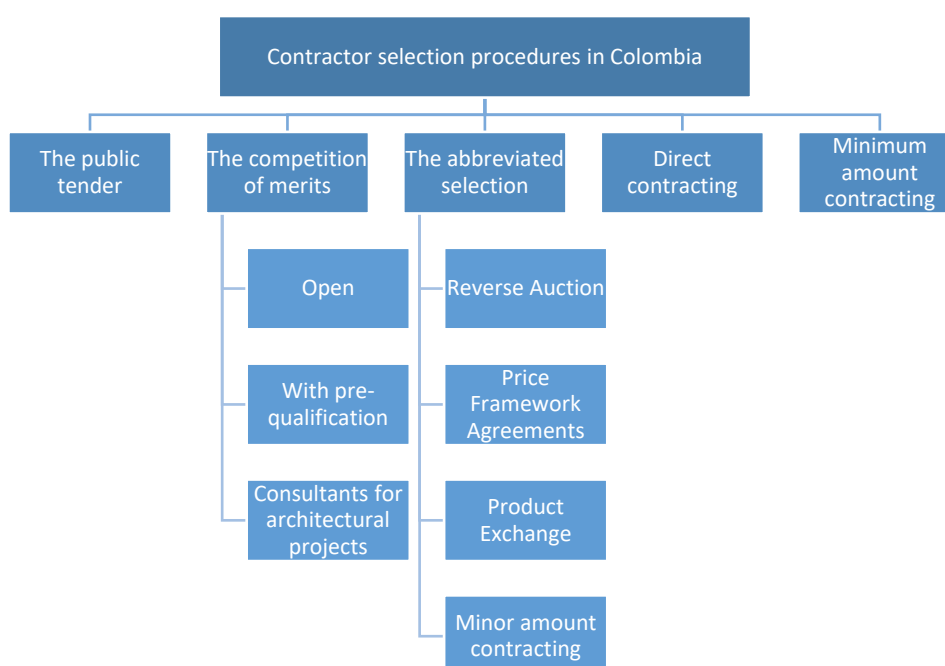 Contractor selection procedures in Colombia
The public
tender
The competition
of merits
The abbreviated
selection
Direct
contracting
Minimum
amount
contracting
Open
With pre-
qualification
Consultants for
architectural
projects
Reverse Auction
Price
Framework
Agreements
Product
Exchange
Minor amount
contracting